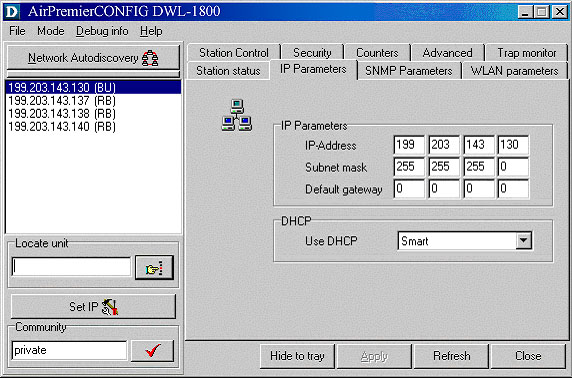 AirPremierCONFIG DWL-1800
File Mode Debug info Help
Network Autodiscovery
199.203.143.130 (BU)
199.203.143.137 (RB)
199.203.143.138 (RB)
199.203.143.140 (RB)
Locate unit
Set IP
Community
private
Station Control Security Counters Advanced Trap monitor
Station status IP Parameters SNMP Parameters WLAN parameters
IP Parameters
IP-Address 199 203 143 130
Subnet mask 255 255 255 0
Default gateway 0 0 0 0
DHCP
Use DHCP Smart
Hide to tray Apply Refresh Close